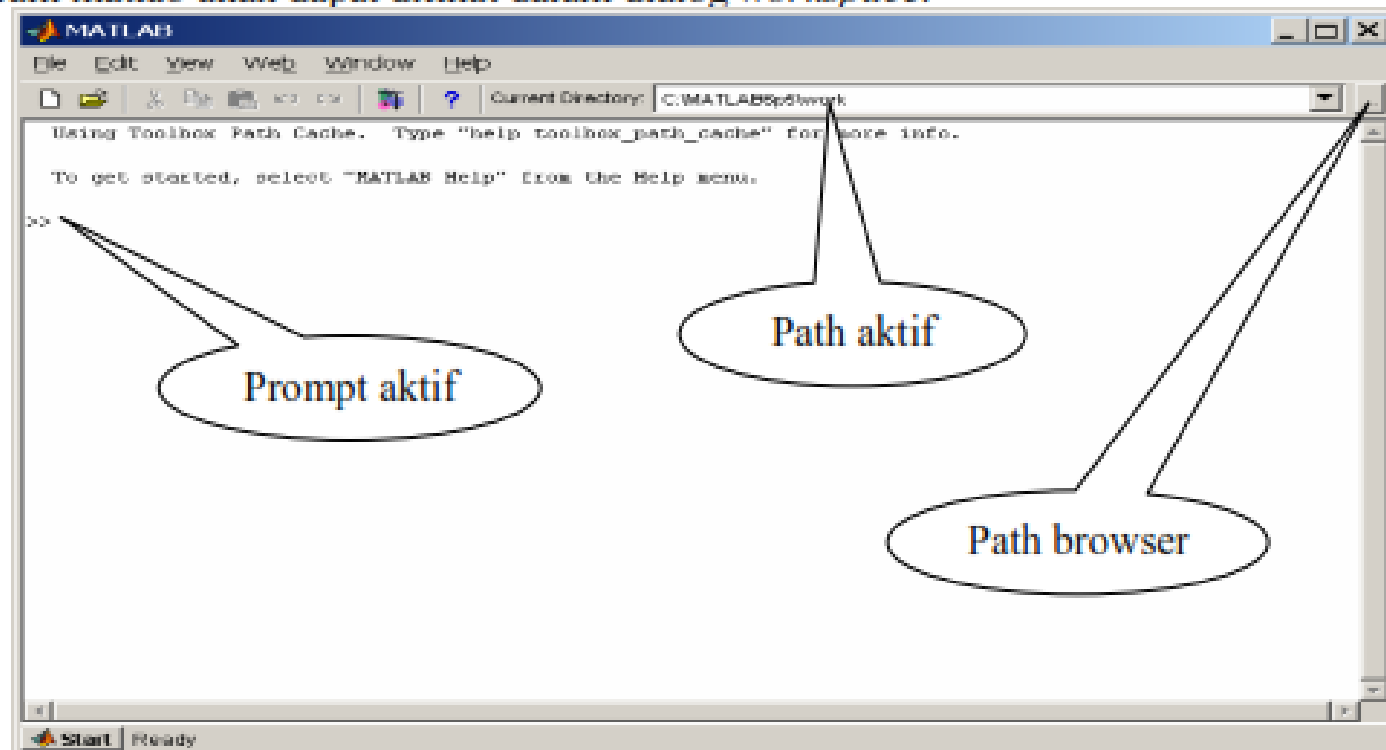 MATLAB
File Edit View Web Window Help
Current Directory: C:\MATLAB6p5\work
Using Toolbox Path Cache. Type "help toolbox_path_cache" for more info.
To get started, select "MATLAB Help" from the Help menu.
>>
Path aktif
Prompt aktif
Path browser
Start Ready